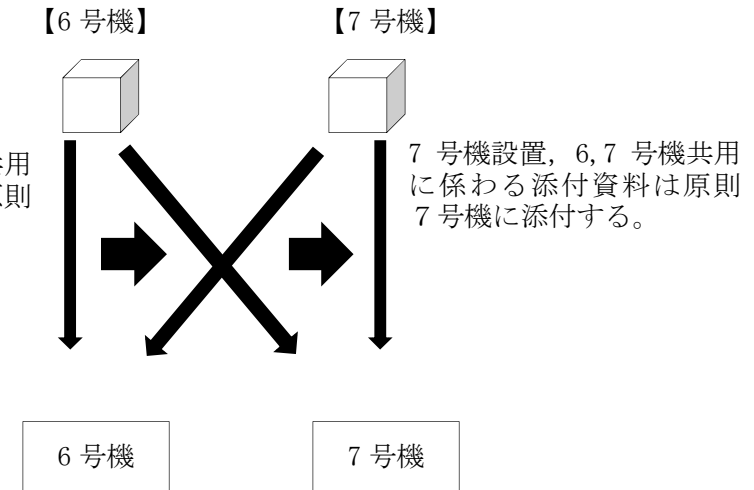 【6 号機】
【7 号機】
共用
原則
7 号機設置，6,7 号機共用
に係わる添付資料は原則
７号機に添付する。
6 号機
7 号機